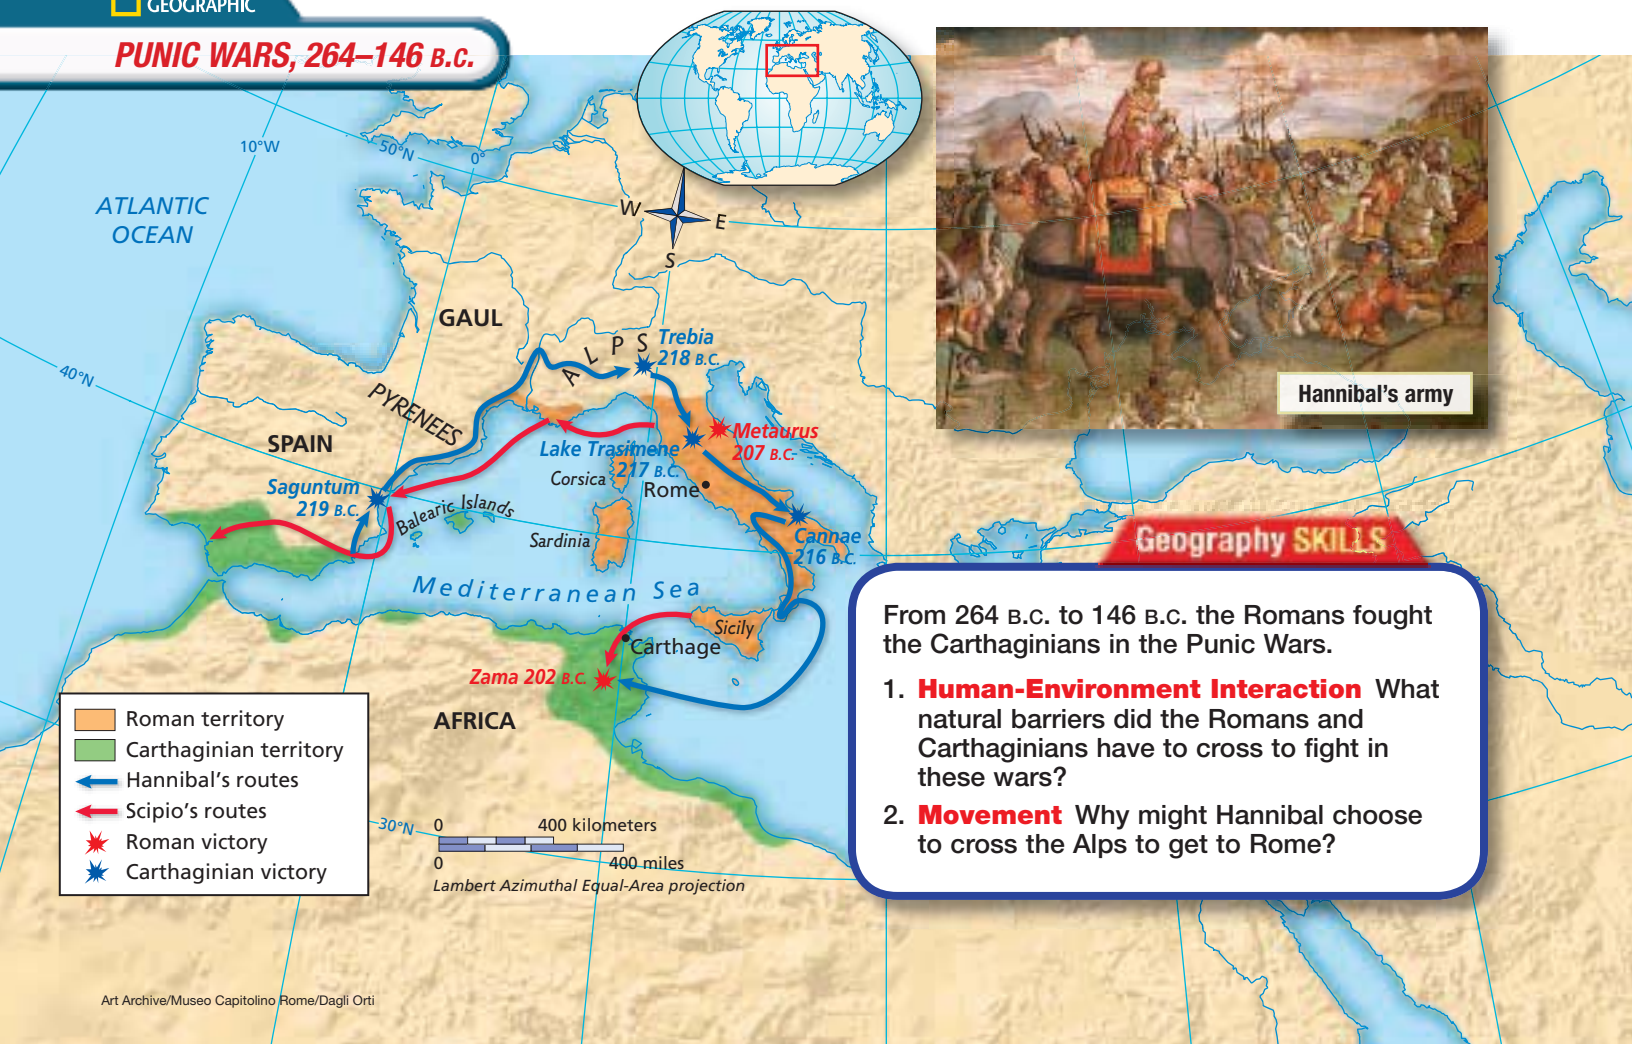 GEOGRAPHIC
PUNIC WARS, 264–146 B.C.
10°W
50°N
0°
ATLANTIC
OCEAN
W
E
S
GAUL
ALPS
Trebia
218 B.C.
40°N
PYRENEES
SPAIN
Lake Trasimene
217 B.C.
Metaurus
207 B.C.
Corsica
Rome
Saguntum
219 B.C.
Balearic Islands
Sardinia
Cannae
216 B.C.
Mediterranean Sea
Sicily
Carthage
Zama 202 B.C.
AFRICA
30°N
Roman territory
Carthaginian territory
Hannibal's routes
Scipio's routes
Roman victory
Carthaginian victory
0 400 kilometers
0 400 miles
Lambert Azimuthal Equal-Area projection
Hannibal's army
Geography SKILLS
From 264 B.C. to 146 B.C. the Romans fought
the Carthaginians in the Punic Wars.
1. Human-Environment Interaction What
natural barriers did the Romans and
Carthaginians have to cross to fight in
these wars?
2. Movement Why might Hannibal choose
to cross the Alps to get to Rome?
Art Archive/Museo Capitolino Rome/Dagli Orti